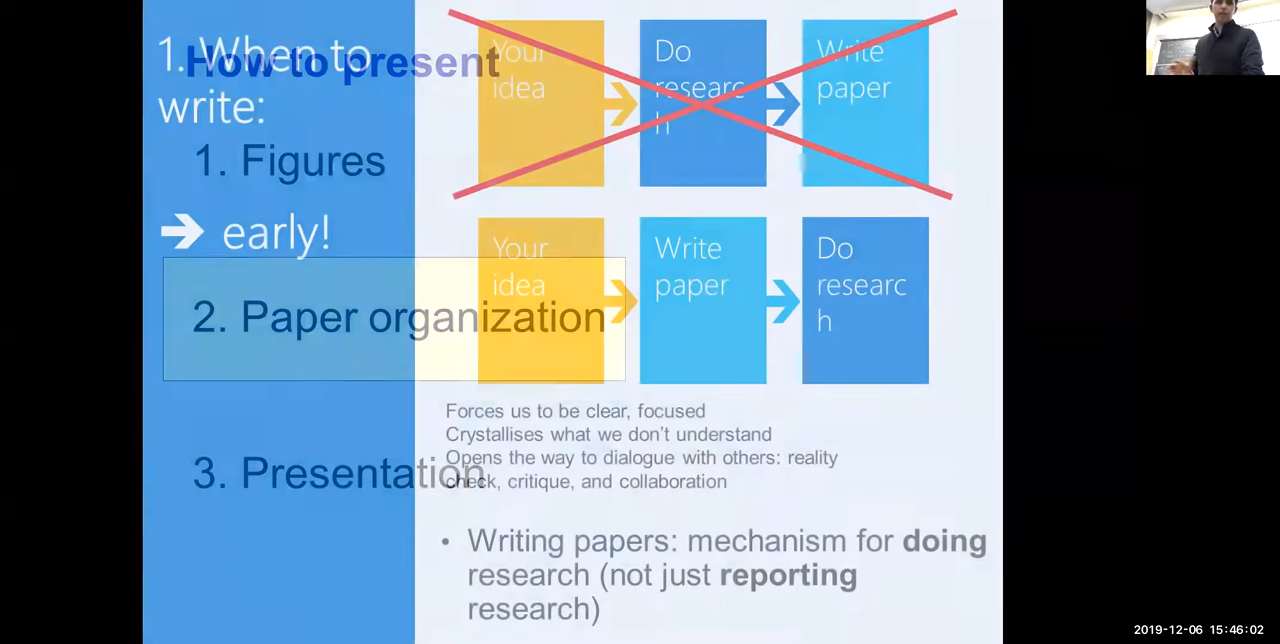 How to present
1. Figures
2. Paper organization
3. Presentation
1. When to
write:
early!
Your
idea
Do
researc
h
Write
paper
Your
idea
Write
paper
Do
researc
h
Forces us to be clear, focused
Crystallises what we don't understand
Opens the way to dialogue with others: reality
check, critique, and collaboration
• Writing papers: mechanism for doing
research (not just reporting
research)
2019-12-06 15:46:02